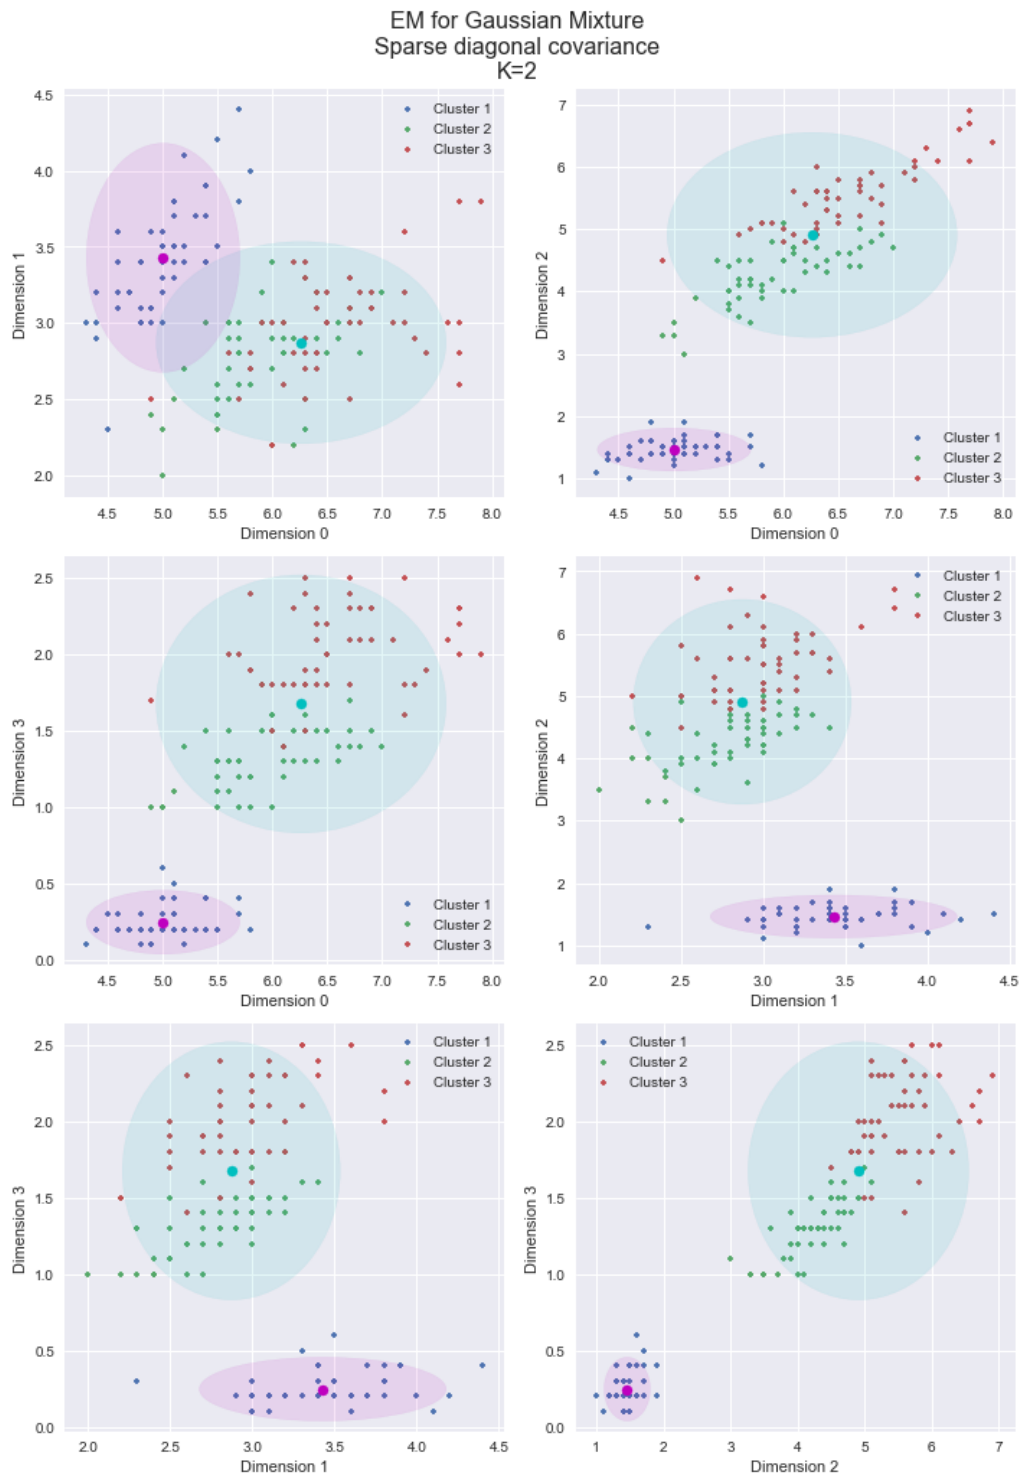 EM for Gaussian Mixture
Sparse diagonal covariance
K=2
4.5
4.0
3.5
3.0
2.5
2.0
Dimension 1
Cluster 1
Cluster 2
Cluster 3
4.5 5.0 5.5 6.0 6.5 7.0 7.5 8.0
Dimension 0
7
6
5
4
3
2
1
Dimension 2
Cluster 1
Cluster 2
Cluster 3
4.5 5.0 5.5 6.0 6.5 7.0 7.5 8.0
Dimension 0
2.5
2.0
1.5
1.0
0.5
0.0
Dimension 3
Cluster 1
Cluster 2
Cluster 3
4.5 5.0 5.5 6.0 6.5 7.0 7.5 8.0
Dimension 0
7
6
5
4
3
2
1
Dimension 2
Cluster 1
Cluster 2
Cluster 3
2.0 2.5 3.0 3.5 4.0 4.5
Dimension 1
2.5
2.0
1.5
1.0
0.5
0.0
Dimension 3
Cluster 1
Cluster 2
Cluster 3
2.0 2.5 3.0 3.5 4.0 4.5
Dimension 1
2.5
2.0
1.5
1.0
0.5
0.0
Dimension 3
Cluster 1
Cluster 2
Cluster 3
1 2 3 4 5 6 7
Dimension 2